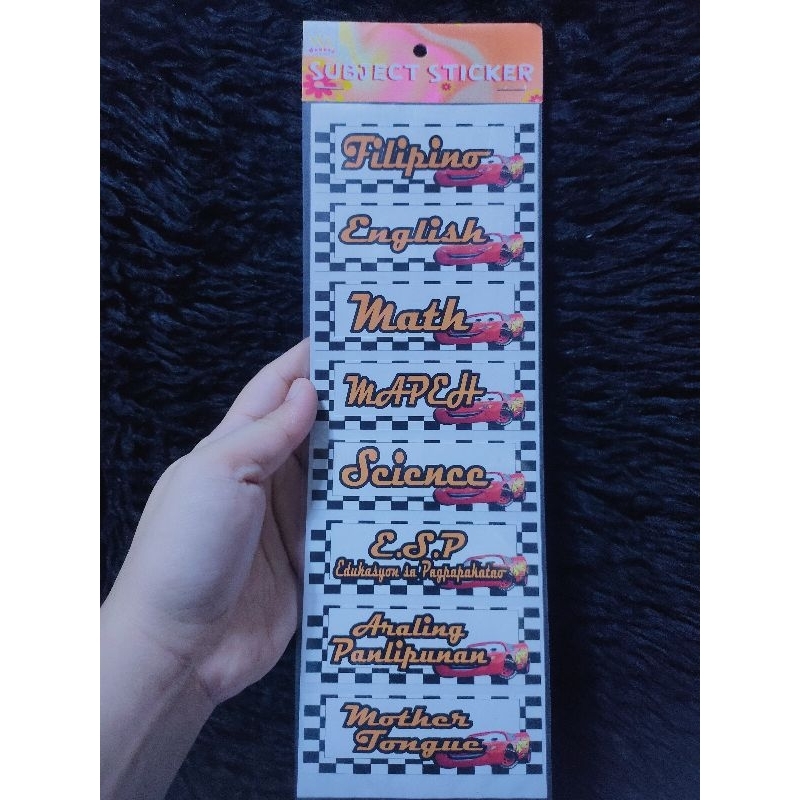 SUBJECT STICKER
Filipino
English
Math
MAPEH
Science
E.S.P
Edukasyon sa Pagpapakatao
Araling
Panlipunan
Mother
Tongue